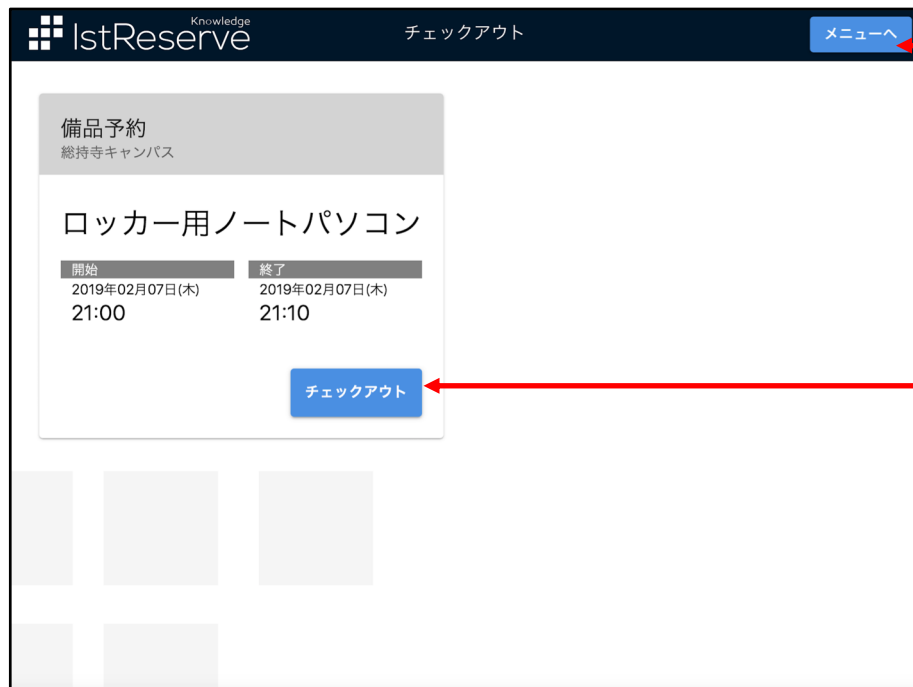 Knowledge
IstReserve
チェックアウト
メニューへ
備品予約
総持寺キャンパス
ロッカー用ノートパソコン
開始
終了
2019年02月07日(木)
2019年02月07日(木)
21:00
21:10
チェックアウト